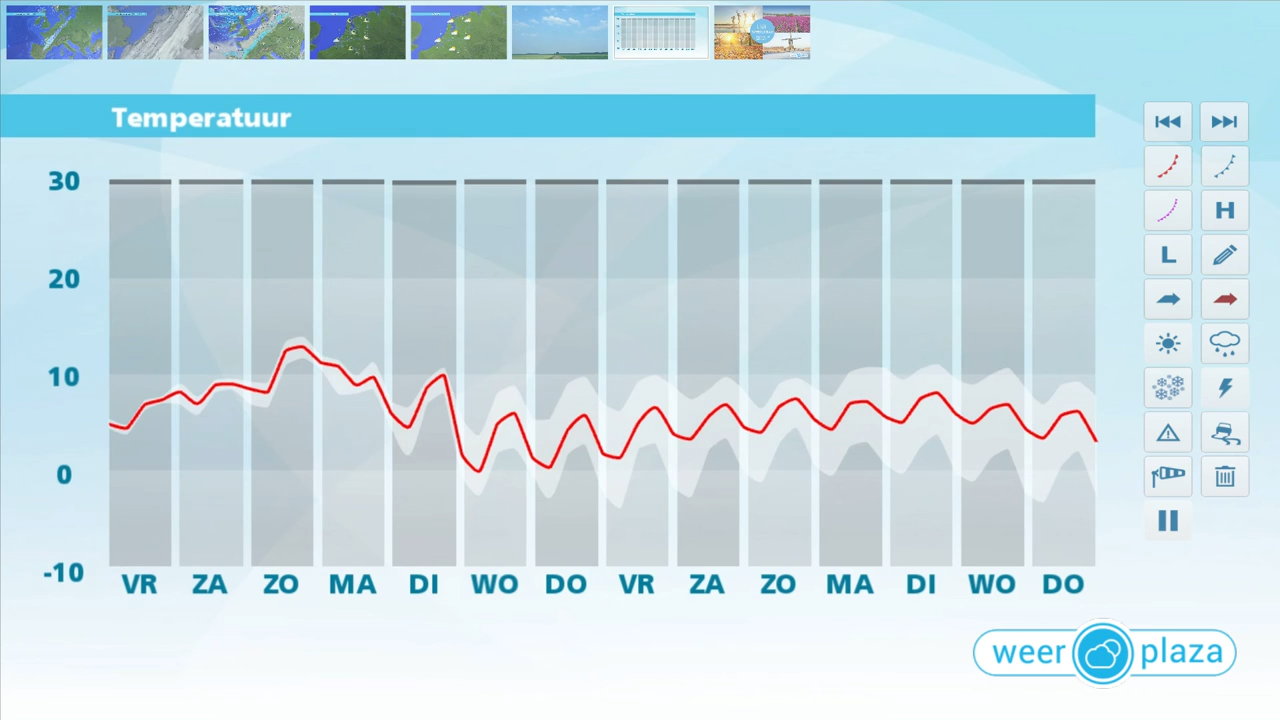 Temperatuur
30
20
10
0
-10
VR ZA ZO MA DI WO DO VR ZA ZO MA DI WO DO
H
L
weer plaza